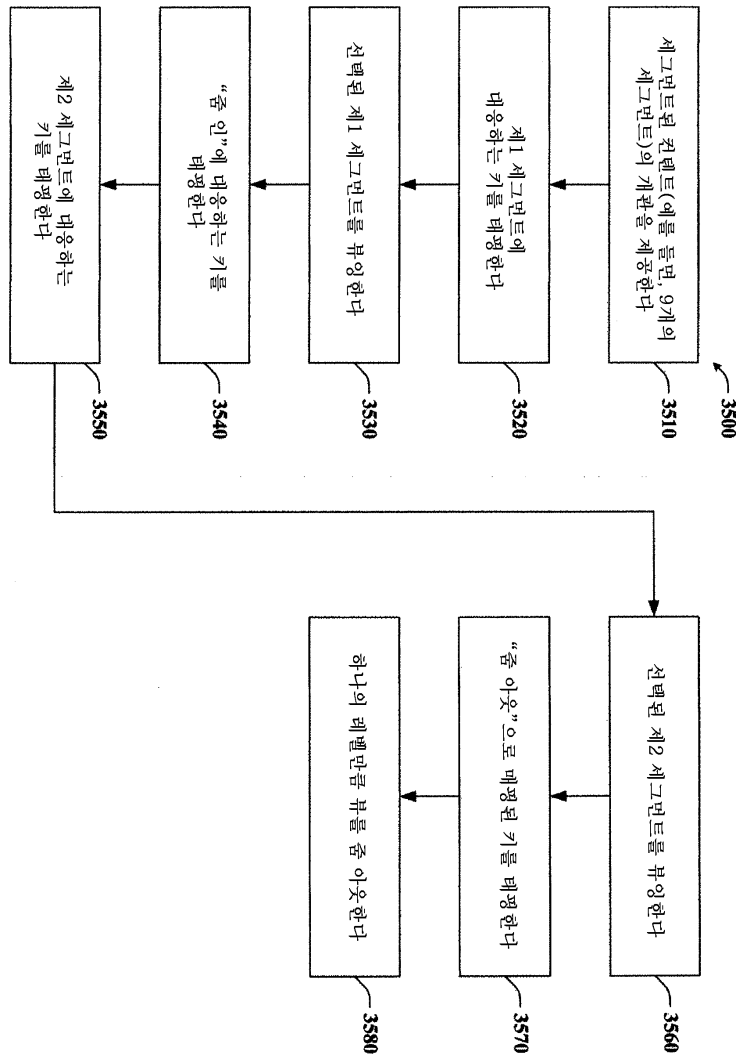 3500
세그먼트된 컨텐트(예를 들면, 9개의
세그먼트)의 개관을 제공한다
3510
제1 세그먼트에
대응하는 키를 태핑한다
3520
선택된 제1 세그먼트를 뷰잉한다
3530
“줌 인”에 대응하는 키를
태핑한다
3540
제2 세그먼트에 대응하는
키를 태핑한다
3550
선택된 제2 세그먼트를 뷰잉한다
3560
“줌 아웃”으로 매핑된 키를 태핑한다
3570
하나의 레벨만큼 뷰를 줌 아웃한다
3580